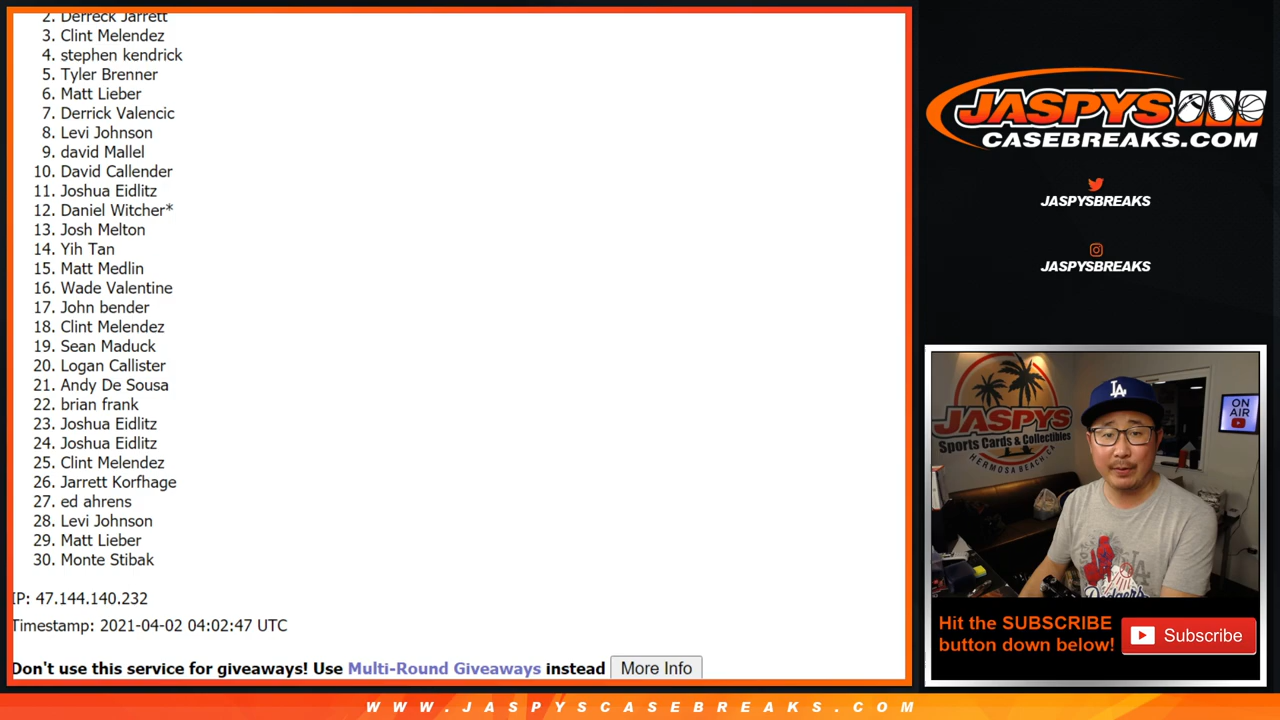 2. Derreck Jarrett
3. Clint Melendez
4. stephen kendrick
5. Tyler Brenner
6. Matt Lieber
7. Derrick Valencic
8. Levi Johnson
9. david Mallel
10. David Callender
11. Joshua Eidlitz
12. Daniel Witcher*
13. Josh Melton
14. Yih Tan
15. Matt Medlin
16. Wade Valentine
17. John bender
18. Clint Melendez
19. Sean Maduck
20. Logan Callister
21. Andy De Sousa
22. brian frank
23. Joshua Eidlitz
24. Joshua Eidlitz
25. Clint Melendez
26. Jarrett Korfhage
27. ed ahrens
28. Levi Johnson
29. Matt Lieber
30. Monte Stibak
IP: 47.144.140.232
Timestamp: 2021-04-02 04:02:47 UTC
Don't use this service for giveaways! Use Multi-Round Giveaways instead More Info
JASPYS
CASEBREAKS.COM
JASPYSBREAKS
JASPYSBREAKS
JASPYS
Sports Cards & Collectibles
HERMOSA BEACH, CA
LA
ON
AIR
Dodgers
Hit the SUBSCRIBE
button down below!
Subscribe
WWW.JASPYSCASEBREAKS.COM